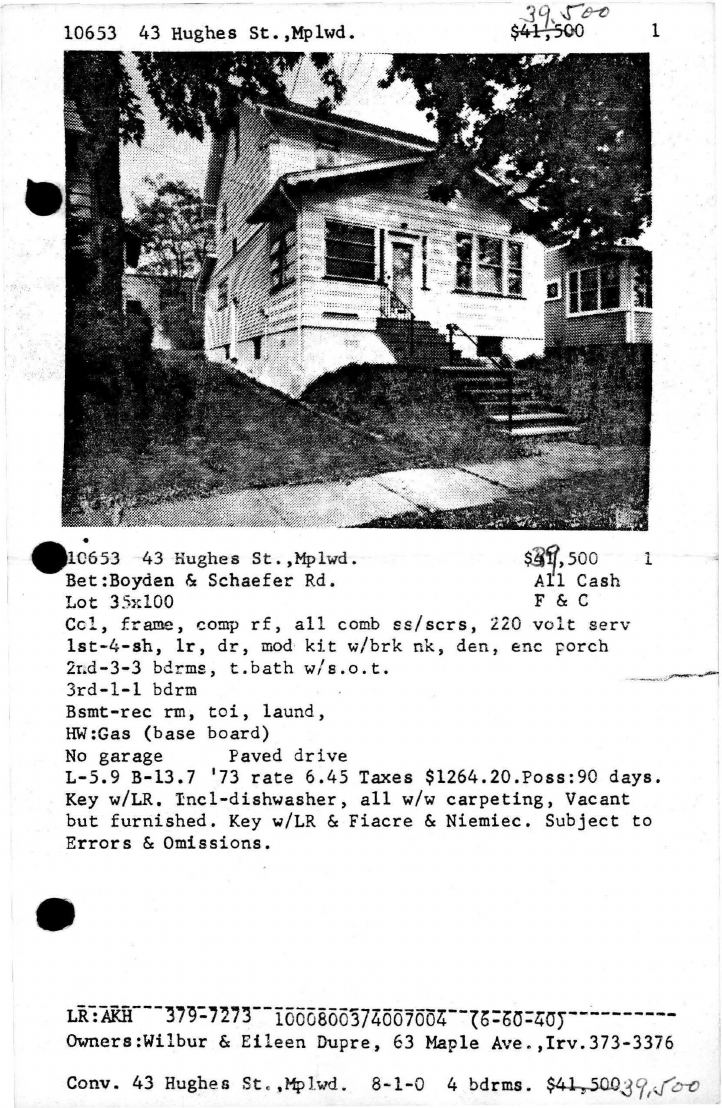 39,500
10653 43 Hughes St.,Mplwd. $41,500 1
10653 43 Hughes St.,Mplwd. $39,500 1
Bet:Boyden & Schaefer Rd. All Cash
Lot 35x100 F & C
Col, frame, comp rf, all comb ss/scrs, 220 volt serv
1st-4-sh, lr, dr, mod kit w/brk nk, den, enc porch
2nd-3-3 bdrms, t.bath w/s.o.t.
3rd-1-1 bdrm
Bsmt-rec rm, toi, laund,
HW:Gas (base board)
No garage Paved drive
L-5.9 B-13.7 '73 rate 6.45 Taxes $1264.20.Poss:90 days.
Key w/LR. Incl-dishwasher, all w/w carpeting, Vacant
but furnished. Key w/LR & Fiacre & Niemiec. Subject to
Errors & Omissions.
LR:AKH 379-7273 1000800374007004 (6-60-40)
Owners:Wilbur & Eileen Dupre, 63 Maple Ave.,Irv.373-3376
Conv. 43 Hughes St.,Mplwd. 8-1-0 4 bdrms. $41,500 39,500